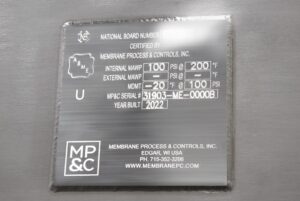 NATIONAL BOARD NUMBER
CERTIFIED BY
MEMBRANE PROCESS & CONTROLS, INC.
INTERNAL MAWP 100 PSI @ 200 °F
EXTERNAL MAWP - PSI @ - °F
MDMT -20 °F @ 100 PSI
MP&C SERIAL # 31903-ME-0000B
YEAR BUILT 2022
U
MP
&C
MEMBRANE PROCESS & CONTROLS, INC.
EDGAR, WI USA
PH. 715-352-3206
WWW.MEMBRANEPC.COM